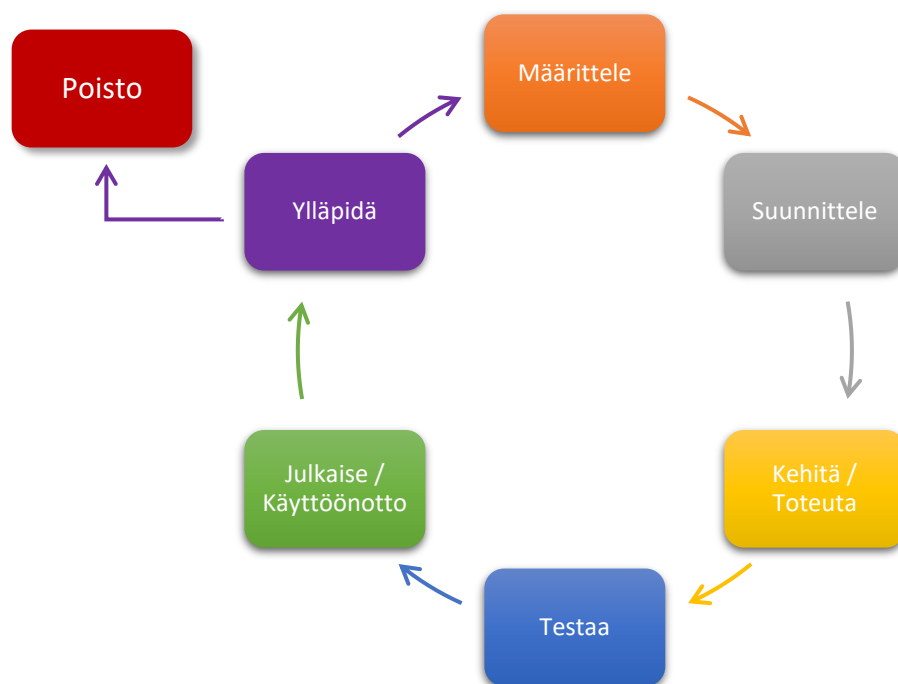 Poisto
Määrittele
Ylläpidä
Suunnittele
Julkaise /
Käyttöönotto
Kehitä /
Toteuta
Testaa